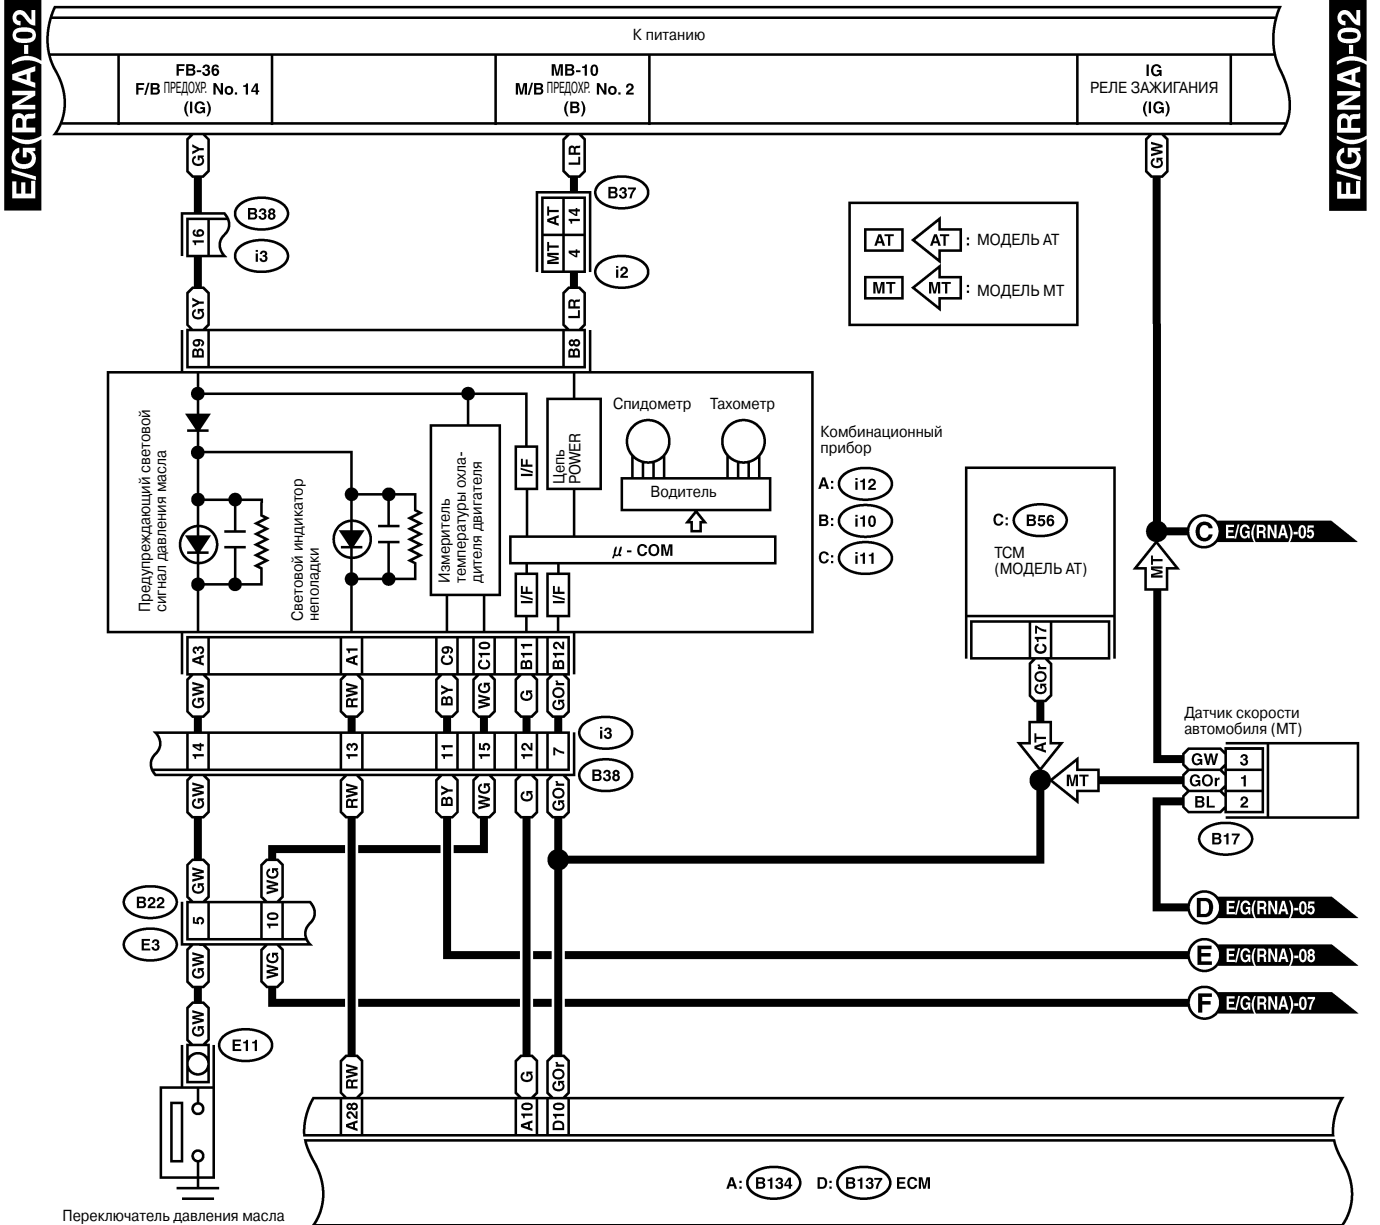 E/G(RNA)-02
E/G(RNA)-02
К питанию
FB-36
F/B ПРЕДОХР. No. 14
(IG)
MB-10
M/B ПРЕДОХР. No. 2
(B)
IG
РЕЛЕ ЗАЖИГАНИЯ
(IG)
GY
LR
GW
B38
16
i3
B37
AT 14
MT 4
i2
AT AT : МОДЕЛЬ AT
MT MT : МОДЕЛЬ MT
GY
LR
B9
B8
Предупреждающий световой
сигнал давления масла
Световой индикатор
неполадки
Измеритель
температуры охла-
дителя двигателя
I/F
Цепь
POWER
Спидометр
Тахометр
Водитель
μ - COM
I/F
I/F
Комбинационный
прибор
A: i12
B: i10
C: i11
C: B56
TCM
(МОДЕЛЬ AT)
C17
GOr
AT
C E/G(RNA)-05
MT
A3
A1
C9
C10
B11
B12
GW
RW
BY
WG
G
GOr
14
13
11
15
12
7
i3
B38
GW
RW
BY
WG
G
GOr
Датчик скорости
автомобиля (MT)
GW 3
MT
GOr 1
BL 2
B17
GW
WG
B22
5
10
E3
GW
WG
D E/G(RNA)-05
E E/G(RNA)-08
F E/G(RNA)-07
GW
E11
RW
G
GOr
A28
A10
D10
A: B134 D: B137 ECM
Переключатель давления масла